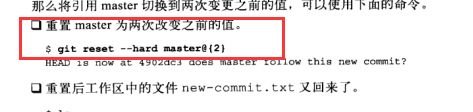 那么将引用 master 切换到两次变更之前的值，可以使用下面的命令。
❑ 重置 master 为两次改变之前的值。
$ git reset --hard master@{2}
HEAD is now at 4902dc3 does master follow this new commit?
❑ 重置后工作区中的文件 new-commit.txt 又回来了。